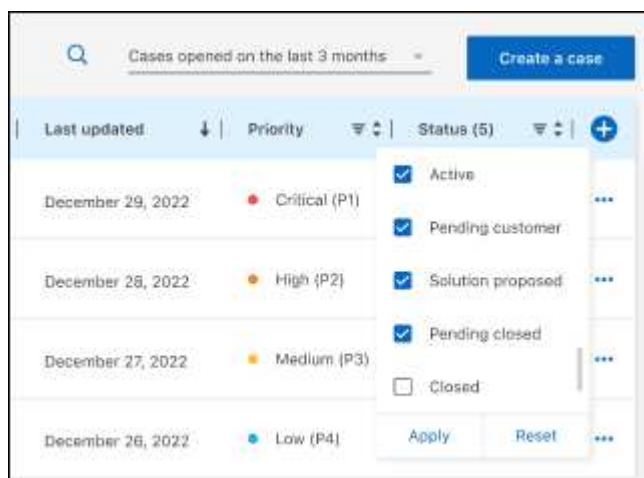 Cases opened on the last 3 months
Create a case
Last updated Priority Status (5)
Active
December 29, 2022 Critical (P1)
Pending customer
December 28, 2022 High (P2) Solution proposed
Pending closed
December 27, 2022 Medium (P3)
Closed
December 26, 2022 Low (P4) Apply Reset